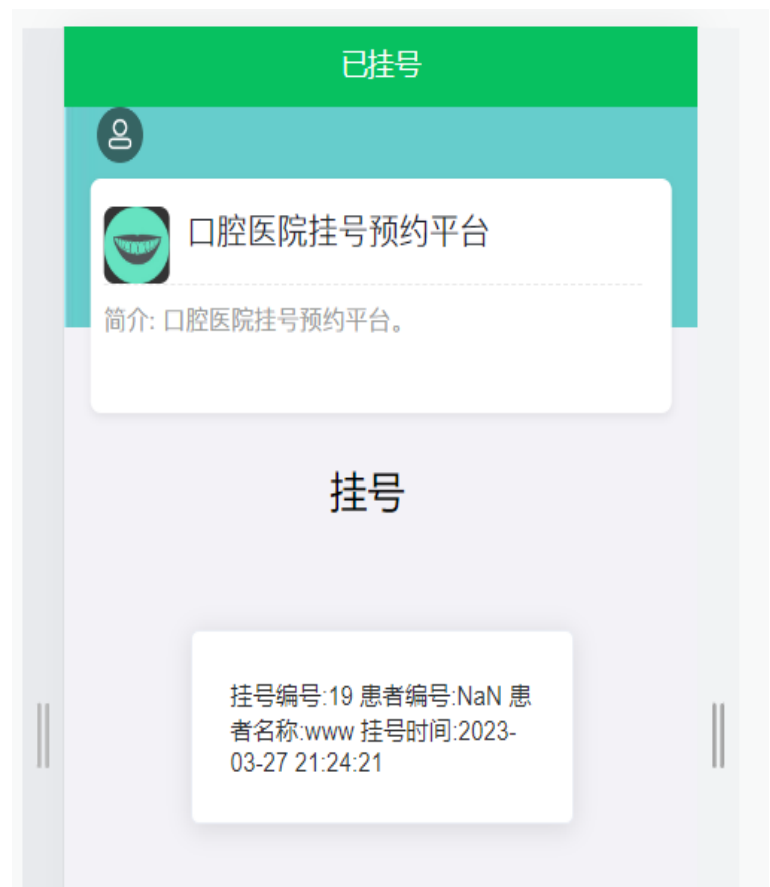 已挂号
口腔医院挂号预约平台
简介: 口腔医院挂号预约平台。
挂号
挂号编号:19 患者编号:NaN 患
者名称:www 挂号时间:2023-
03-27 21:24:21